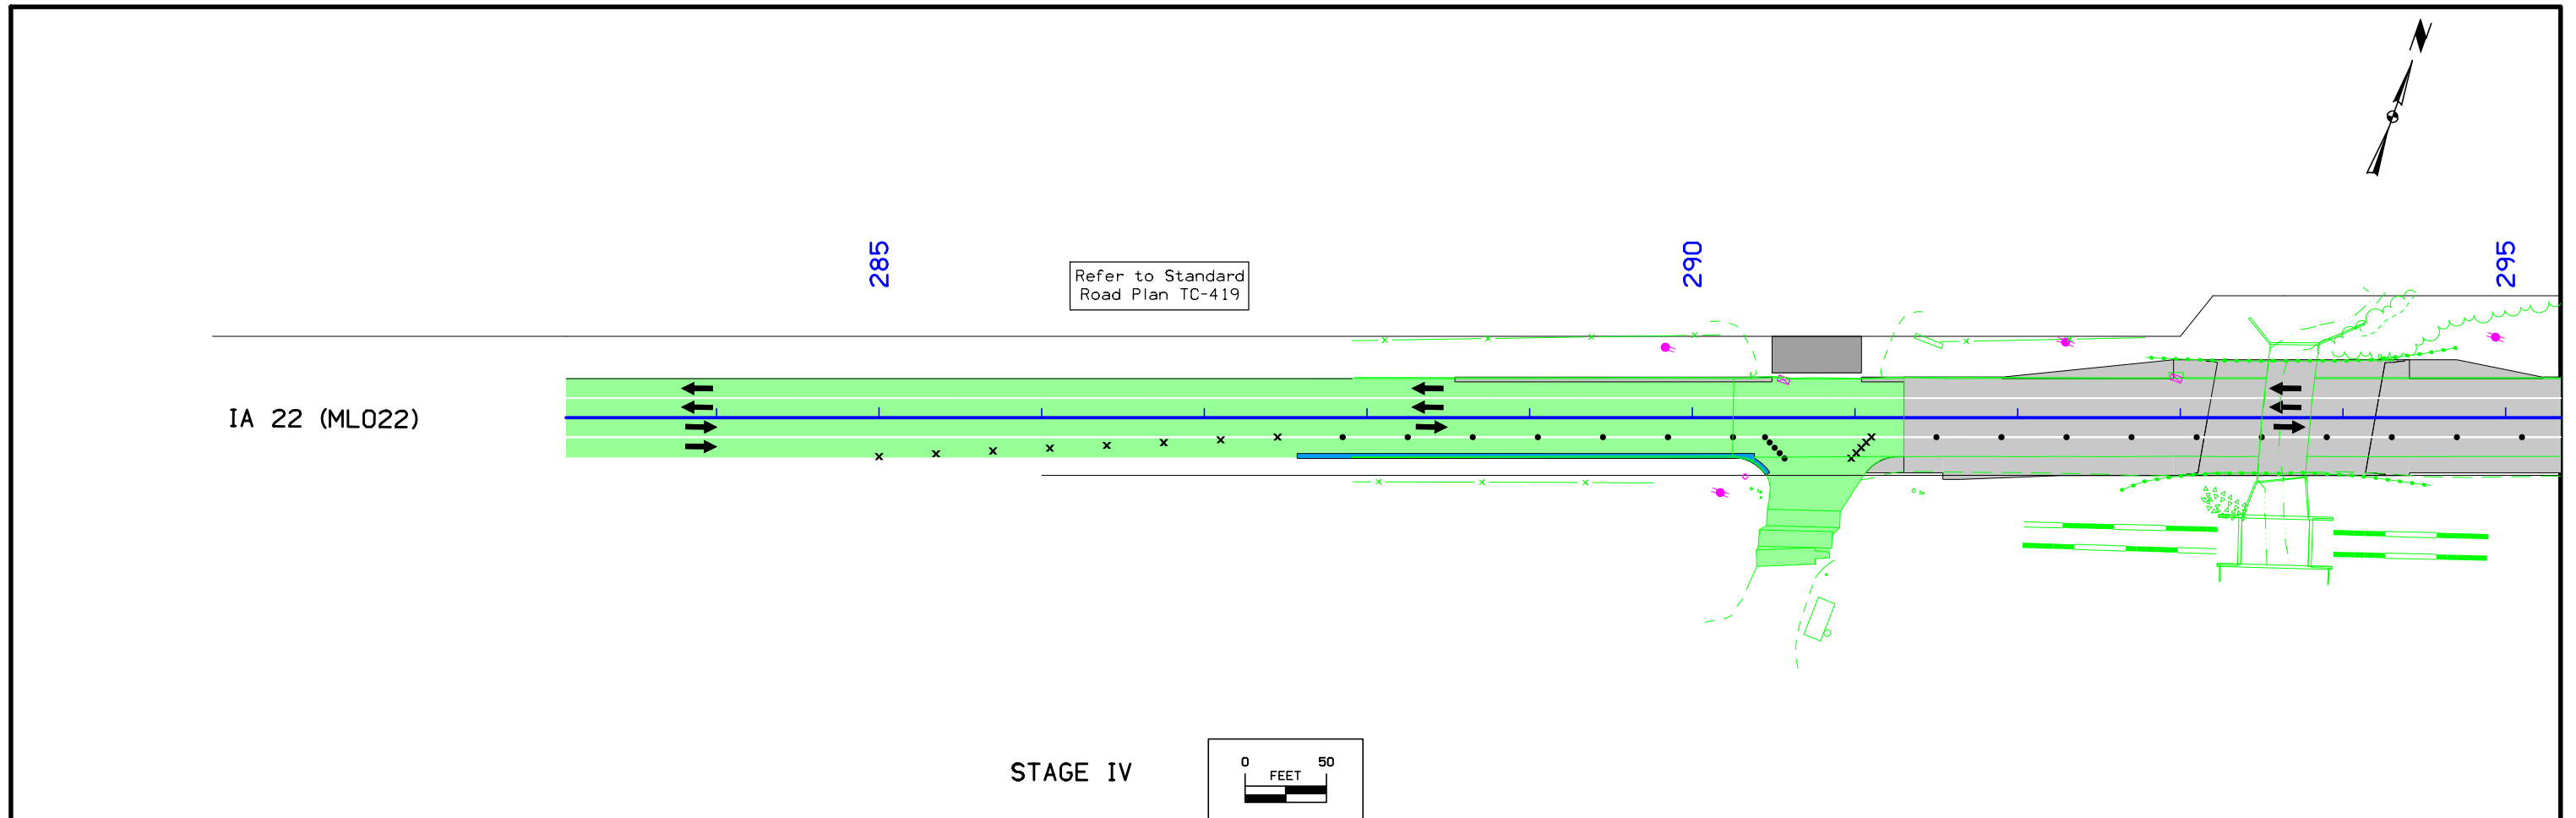 285
290
295
Refer to Standard
Road Plan TC-419
IA 22 (ML022)
STAGE IV
0 50
FEET